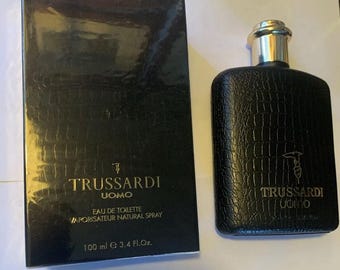 TRUSSARDI
UOMO
EAU DE TOILETTE
VAPORISATEUR NATURAL SPRAY
100 ml e 3.4 Fl.Oz.
TRUSSARDI
UOMO